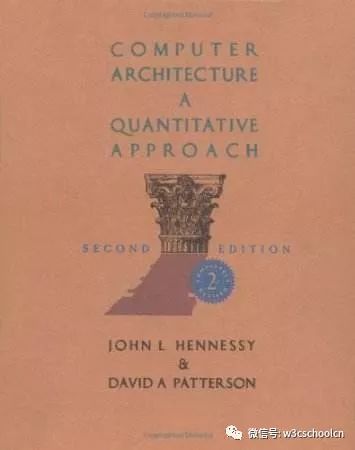 COMPUTER
ARCHITECTURE
A
QUANTITATIVE
APPROACH
SECOND EDITION
2
JOHN L HENNESSY
&
DAVID A PATTERSON
微信号: w3cschoolcn